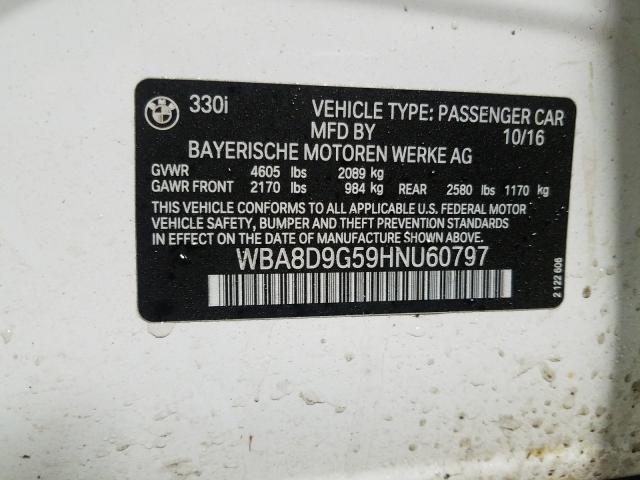 330i VEHICLE TYPE: PASSENGER CAR
MFD BY 10/16
BAYERISCHE MOTOREN WERKE AG
GVWR 4605 lbs 2089 kg
GAWR FRONT 2170 lbs 984 kg REAR 2580 lbs 1170 kg
THIS VEHICLE CONFORMS TO ALL APPLICABLE U.S. FEDERAL MOTOR
VEHICLE SAFETY, BUMPER AND THEFT PREVENTION STANDARDS
IN EFFECT ON THE DATE OF MANUFACTURE SHOWN ABOVE.
WBA8D9G59HNU60797
2 122 606